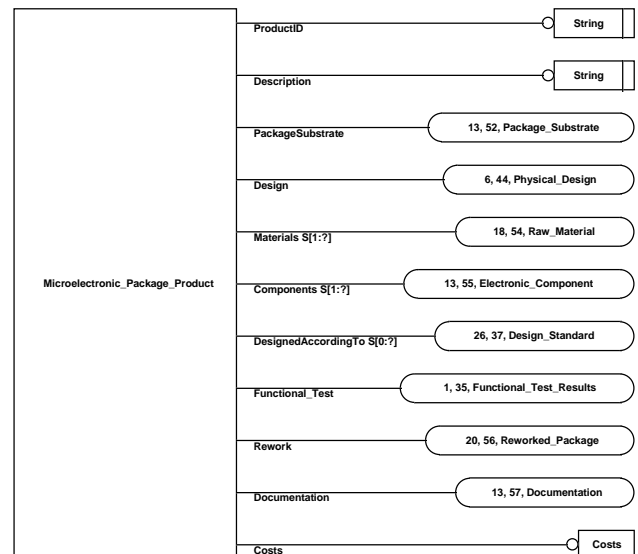 String
ProductID
String
Description
13, 52, Package_Substrate
PackageSubstrate
6, 44, Physical_Design
Design
18, 54, Raw_Material
Materials S[1:?]
Microelectronic_Package_Product
13, 55, Electronic_Component
Components S[1:?]
26, 37, Design_Standard
DesignedAccordingTo S[0:?]
1, 35, Functional_Test_Results
Functional_Test
20, 56, Reworked_Package
Rework
13, 57, Documentation
Documentation
Costs
Costs